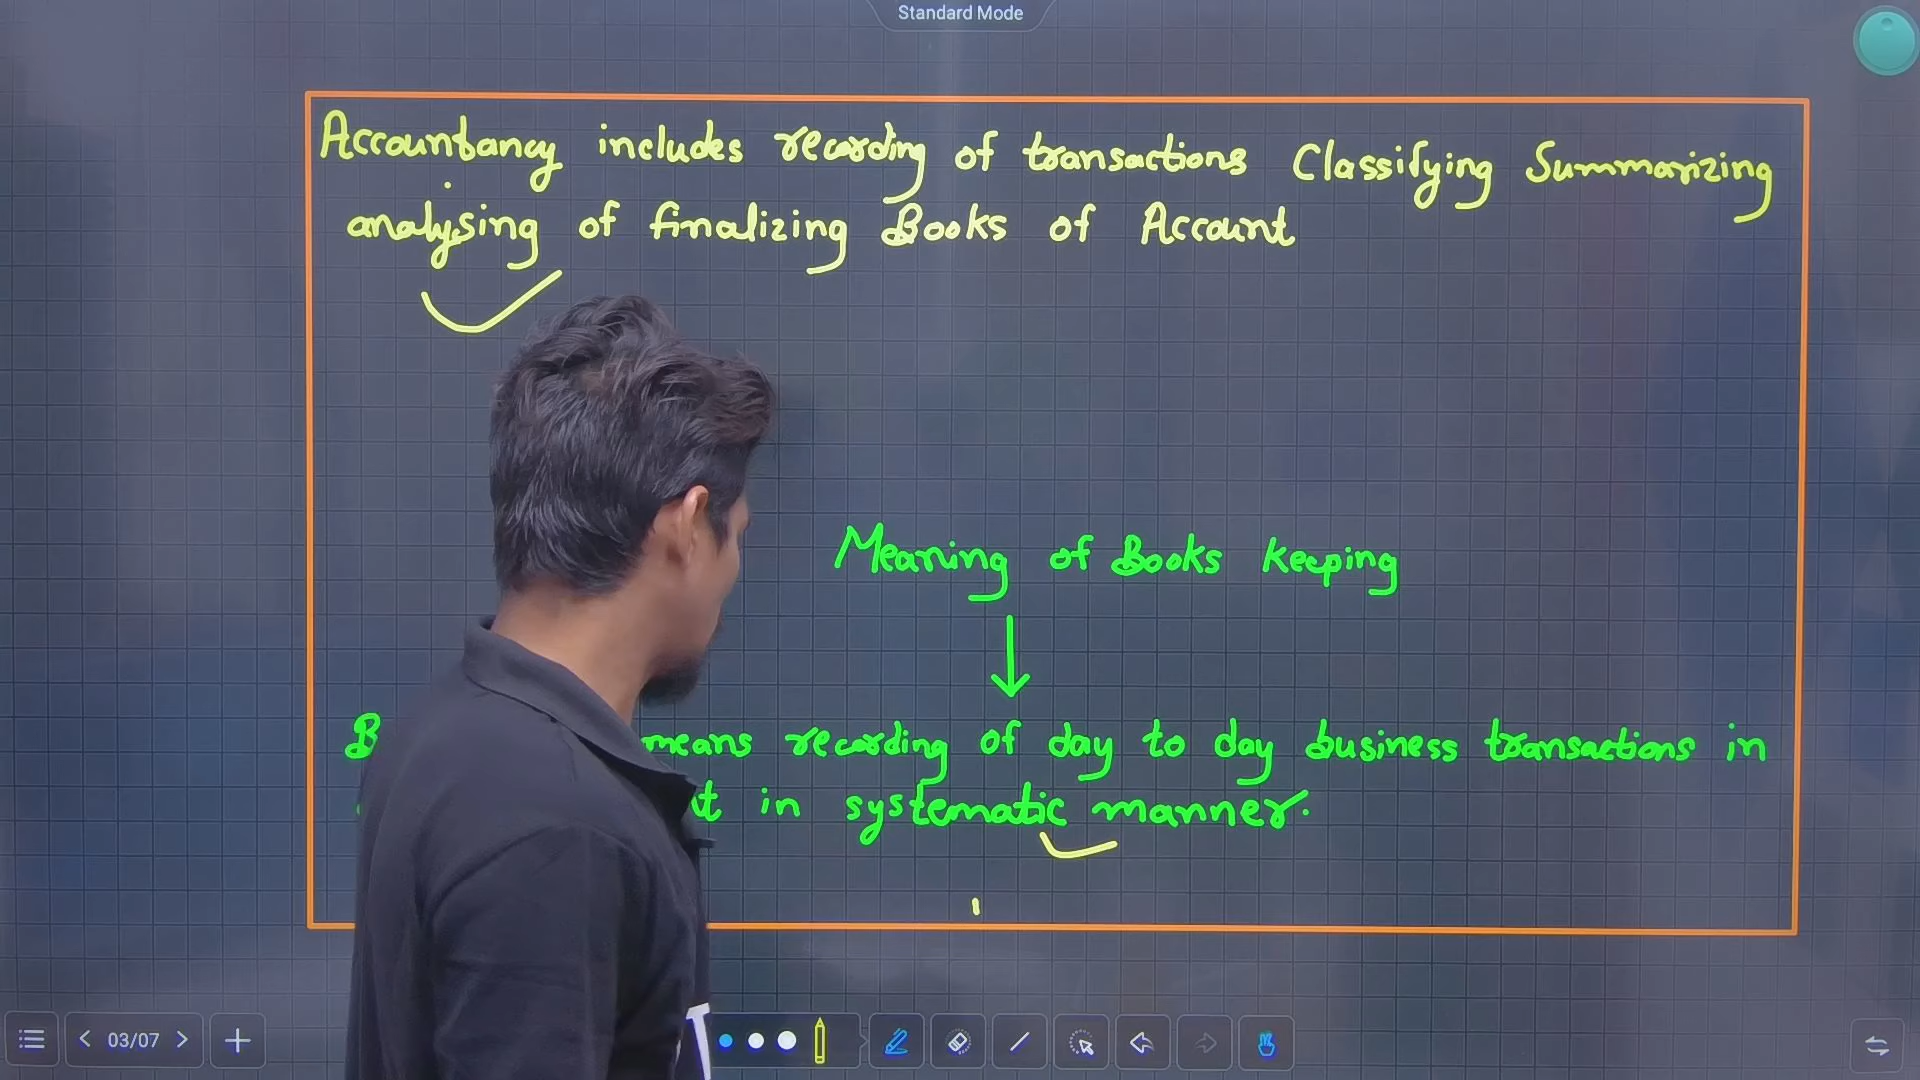 Standard Mode
Accountancy includes recording of transactions Classifying Summarizing
analysing of finalizing Books of Account
Meaning of Books Keeping
means recording of day to day business transactions in
in systematic manner.
03/07